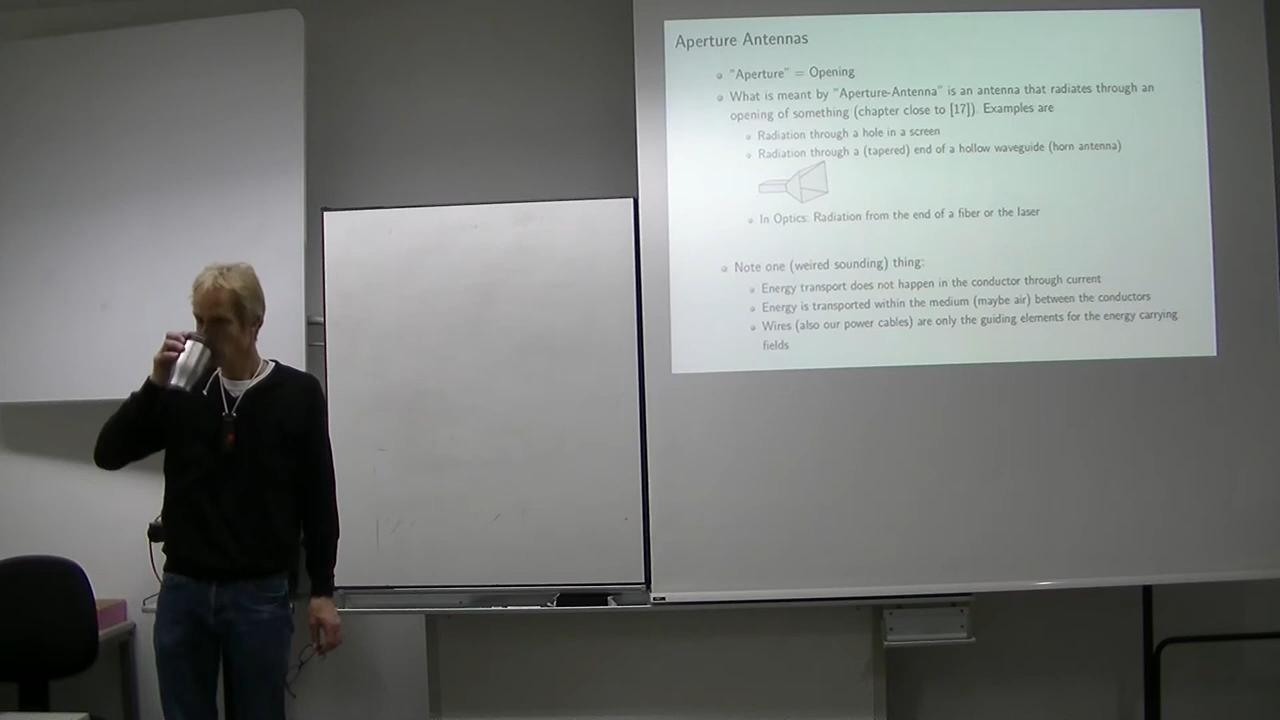 Aperture Antennas
"Aperture" = Opening
What is meant by "Aperture-Antenna" is an antenna that radiates through an
opening of something (chapter close to [17]). Examples are
Radiation through a hole in a screen
Radiation through a (tapered) end of a hollow waveguide (horn antenna)
In Optics: Radiation from the end of a fiber or the laser
Note one (weired sounding) thing:
Energy transport does not happen in the conductor through current
Energy is transported within the medium (maybe air) between the conductors
Wires (also our power cables) are only the guiding elements for the energy carrying
fields